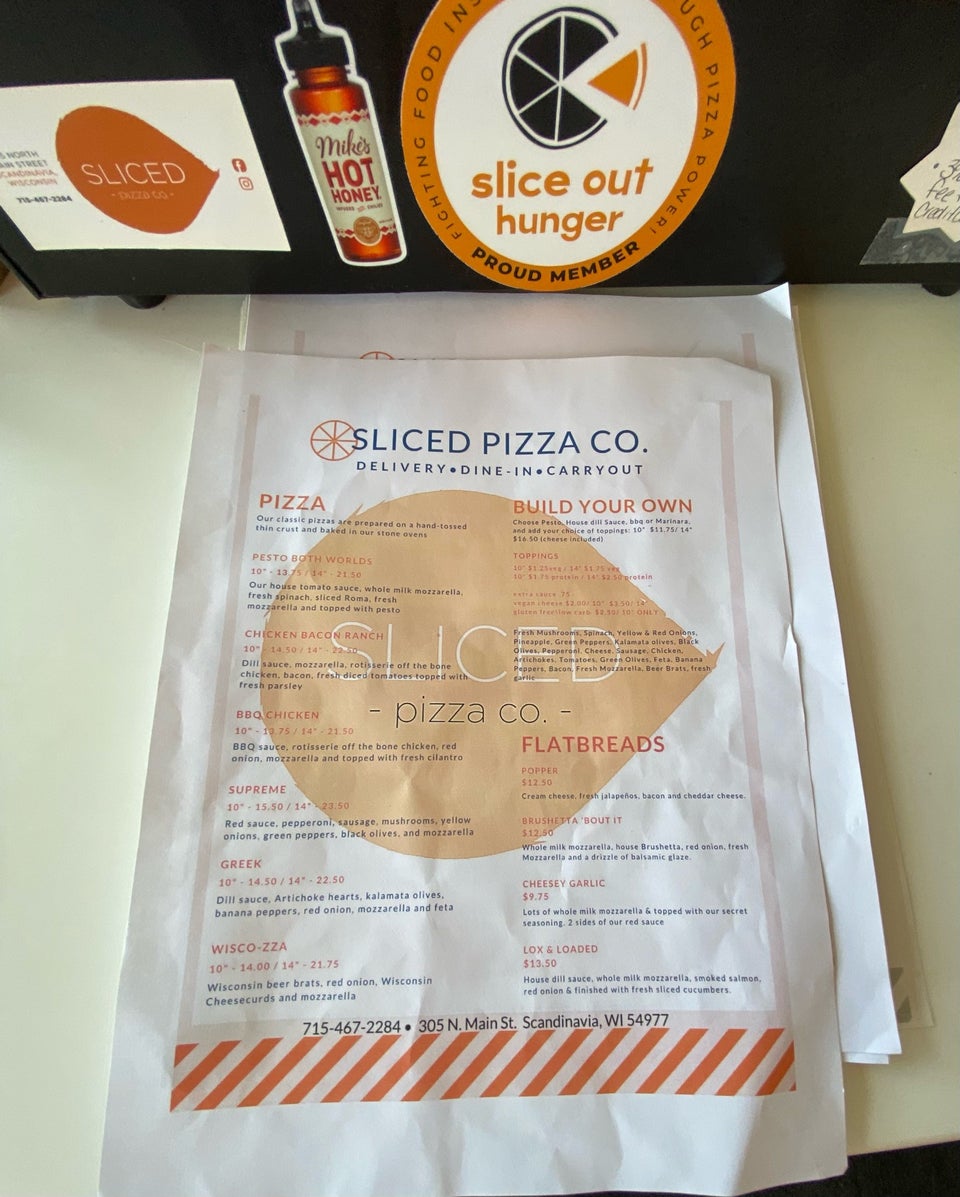 5 NORTH
AIN STREET
SCANDINAVIA,
WISCONSIN
715-467-2284
SLICED
- pizza co -
Mike's
HOT
HONEY
FIGHTING FOOD INS
UGH PIZZA POWER!
slice out
hunger
PROUD MEMBER
fee
SLICED PIZZA CO.
DELIVERY•DINE-IN•CARRYOUT
PIZZA
Our classic pizzas are prepared on a hand-tossed
thin crust and baked in our stone ovens
PESTO BOTH WORLDS
10" - 13.75 / 14" - 21.50
Our house tomato sauce, whole milk mozzarella,
fresh spinach, sliced Roma, fresh
mozzarella and topped with pesto
CHICKEN BACON RANCH
10" - 14.50 / 14" - 22.50
Dill sauce, mozzarella, rotisserie off the bone
chicken, bacon, fresh diced tomatoes topped with
fresh parsley
BBQ CHICKEN
10" - 13.75 / 14" - 21.50
BBQ sauce, rotisserie off the bone chicken, red
onion, mozzarella and topped with fresh cilantro
SUPREME
10" - 15.50 / 14" - 23.50
Red sauce, pepperoni, sausage, mushrooms, yellow
onions, green peppers, black olives, and mozzarella
GREEK
10" - 14.50 / 14" - 22.50
Dill sauce, Artichoke hearts, kalamata olives,
banana peppers, red onion, mozzarella and feta
WISCO-ZZA
10" - 14.00 / 14" - 21.75
Wisconsin beer brats, red onion, Wisconsin
Cheesecurds and mozzarella
BUILD YOUR OWN
Choose Pesto, House dill Sauce, bbq or Marinara,
and add your choice of toppings: 10" $11.75/ 14"
$16.50 (cheese included)
TOPPINGS
10" $1.25veg / 14" $1.75 veg
10" $1.75 protein / 14" $2.50 protein
extra sauce .75
vegan cheese $2.00/ 10" $3.50/ 14"
gluten free/low carb $2.50/ 10" ONLY
Fresh Mushrooms, Spinach, Yellow & Red Onions,
Pineapple, Green Peppers, Kalamata olives, Black
Olives, Pepperoni, Cheese, Sausage, Chicken,
Artichokes, Tomatoes, Green Olives, Feta, Banana
Peppers, Bacon, Fresh Mozzarella, Beer Brats, fresh
garlic
SLICED
- pizza co. -
FLATBREADS
POPPER
$12.50
Cream cheese, fresh jalapeños, bacon and cheddar cheese.
BRUSHETTA 'BOUT IT
$12.50
Whole milk mozzarella, house Brushetta, red onion, fresh
Mozzarella and a drizzle of balsamic glaze.
CHEESEY GARLIC
$9.75
Lots of whole milk mozzarella & topped with our secret
seasoning. 2 sides of our red sauce
LOX & LOADED
$13.50
House dill sauce, whole milk mozzarella, smoked salmon,
red onion & finished with fresh sliced cucumbers.
715-467-2284 • 305 N. Main St. Scandinavia, WI 54977